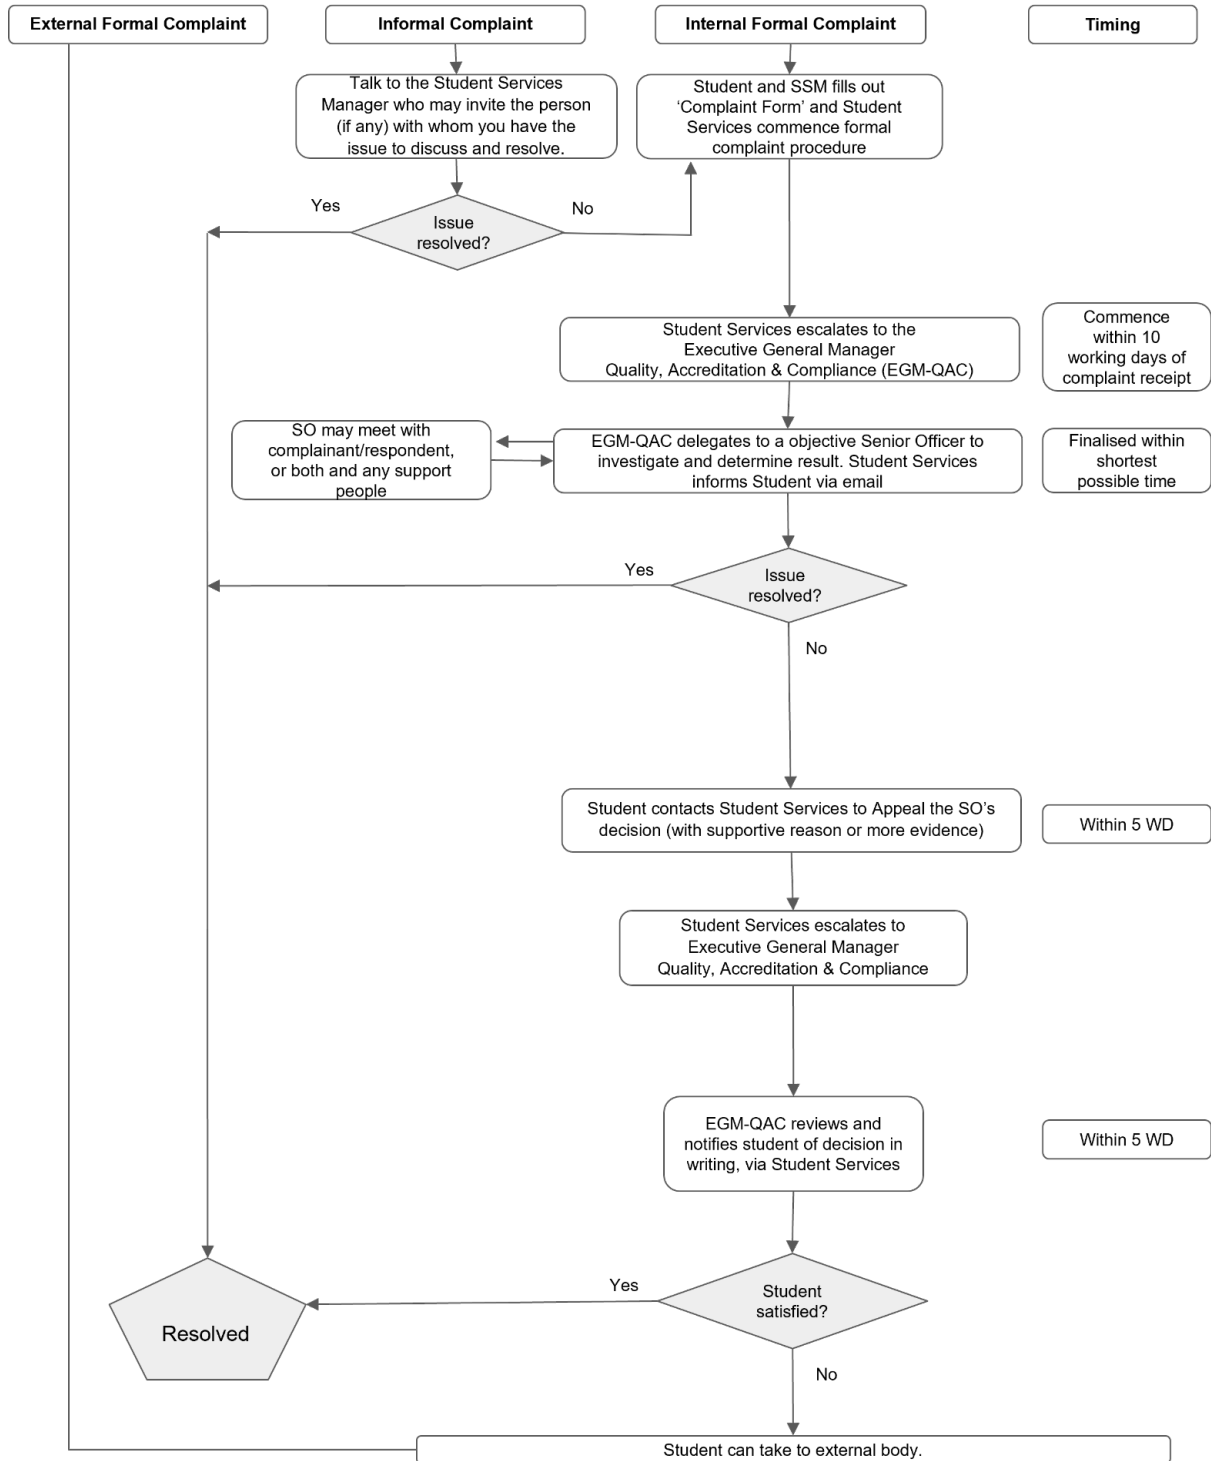 External Formal Complaint
Informal Complaint
Internal Formal Complaint
Timing
Talk to the Student Services
Manager who may invite the person
(if any) with whom you have the
issue to discuss and resolve.
Student and SSM fills out
‘Complaint Form’ and Student
Services commence formal
complaint procedure
Yes
Issue
resolved?
No
Student Services escalates to the
Executive General Manager
Quality, Accreditation & Compliance (EGM-QAC)
Commence
within 10
working days of
complaint receipt
SO may meet with
complainant/respondent,
or both and any support
people
EGM-QAC delegates to a objective Senior Officer to
investigate and determine result. Student Services
informs Student via email
Finalised within
shortest
possible time
Yes
Issue
resolved?
No
Student contacts Student Services to Appeal the SO’s
decision (with supportive reason or more evidence)
Within 5 WD
Student Services escalates to
Executive General Manager
Quality, Accreditation & Compliance
EGM-QAC reviews and
notifies student of decision in
writing, via Student Services
Within 5 WD
Resolved
Yes
Student
satisfied?
No
Student can take to external body.